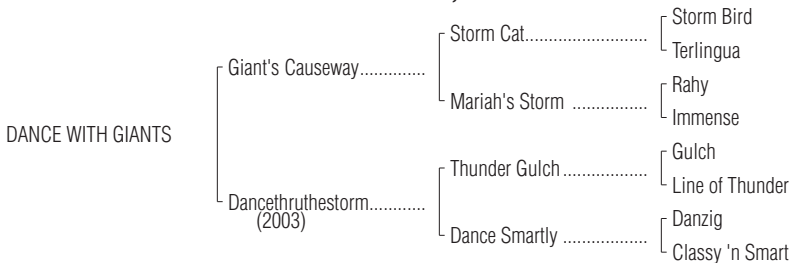 Storm Bird
Storm Cat............................
Terlingua
Giant's Causeway..............
Rahy
Mariah's Storm .................
Immense
DANCE WITH GIANTS
Gulch
Thunder Gulch...................
Line of Thunder
Dancethruthestorm............
(2003)
Danzig
Dance Smartly ...................
Classy 'n Smart